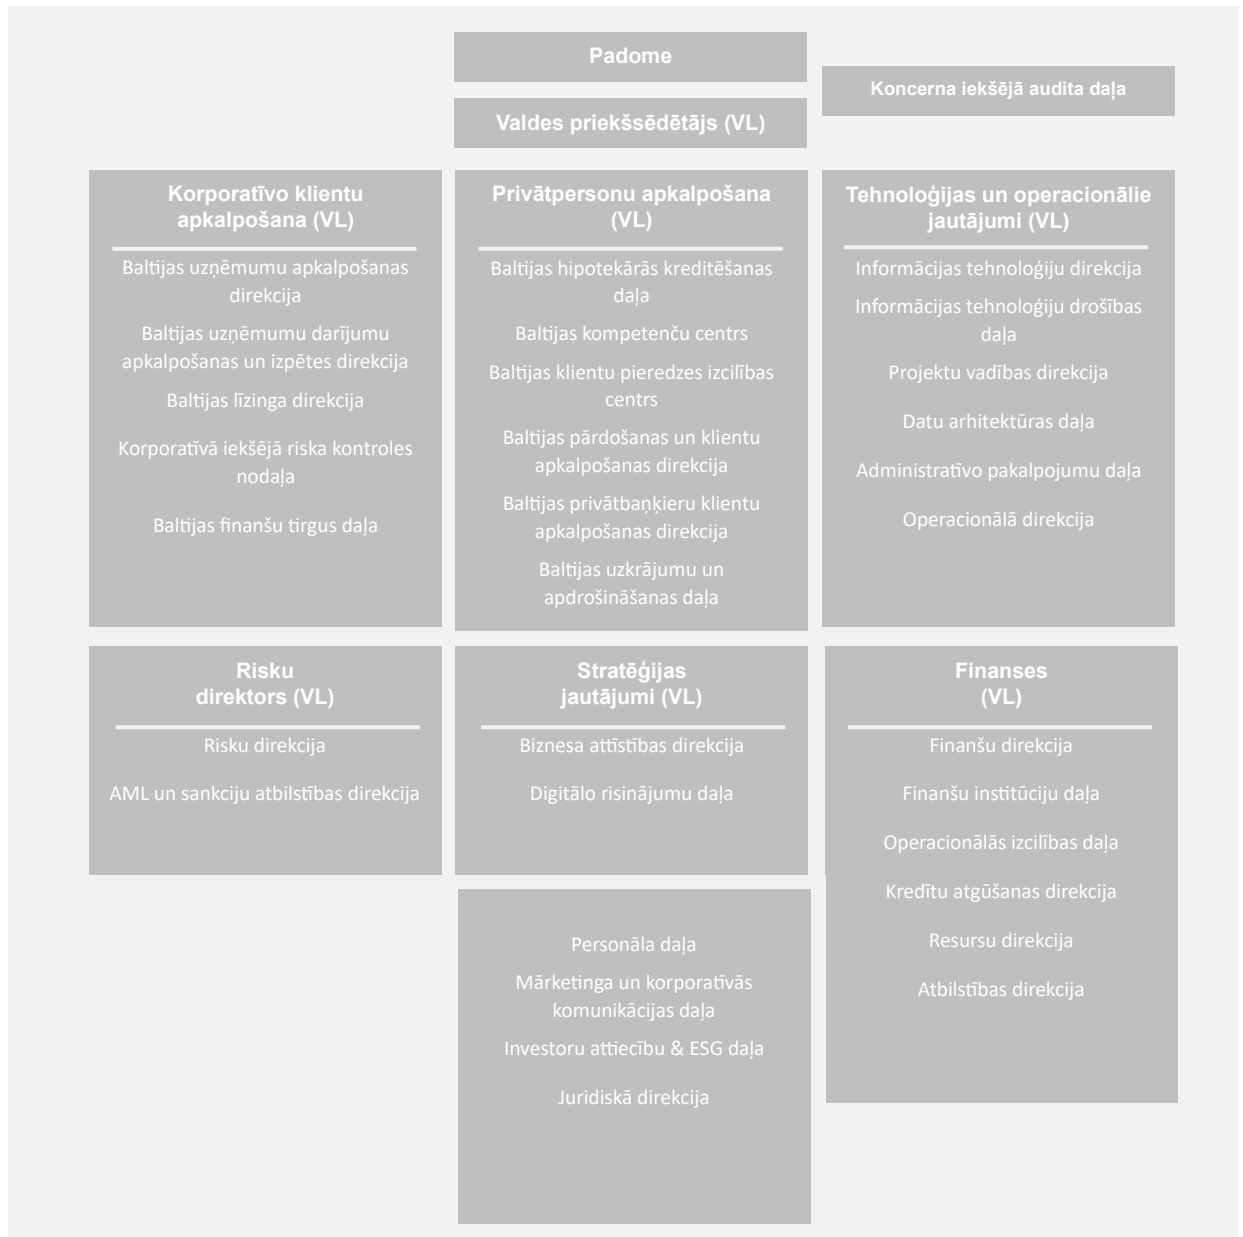 Padome
Koncerna iekšējā audita daļa
Valdes priekšsēdētājs (VL)
Korporatīvo klientu
apkalpošana (VL)
Baltijas uzņēmumu apkalpošanas
direkcija
Baltijas uzņēmumu darījumu
apkalpošanas un izpētes direkcija
Baltijas līzinga direkcija
Korporatīvā iekšējā riska kontroles
nodaļa
Baltijas finanšu tirgus daļa
Privātpersonu apkalpošana
(VL)
Baltijas hipotekārās kreditēšanas
daļa
Baltijas kompetenču centrs
Baltijas klientu pieredzes izcilības
centrs
Baltijas pārdošanas un klientu
apkalpošanas direkcija
Baltijas privātbaņķieru klientu
apkalpošanas direkcija
Baltijas uzkrājumu un
apdrošināšanas daļa
Tehnoloģijas un operacionālie
jautājumi (VL)
Informācijas tehnoloģiju direkcija
Informācijas tehnoloģiju drošības
daļa
Projektu vadības direkcija
Datu arhitektūras daļa
Administratīvo pakalpojumu daļa
Operacionālā direkcija
Risku
direktors (VL)
Risku direkcija
AML un sankciju atbilstības direkcija
Stratēģijas
jautājumi (VL)
Biznesa attīstības direkcija
Digitālo risinājumu daļa
Finanses
(VL)
Finanšu direkcija
Finanšu institūciju daļa
Operacionālās izcilības daļa
Kredītu atgūšanas direkcija
Resursu direkcija
Atbilstības direkcija
Personāla daļa
Mārketinga un korporatīvās
komunikācijas daļa
Investoru attiecību & ESG daļa
Juridiskā direkcija